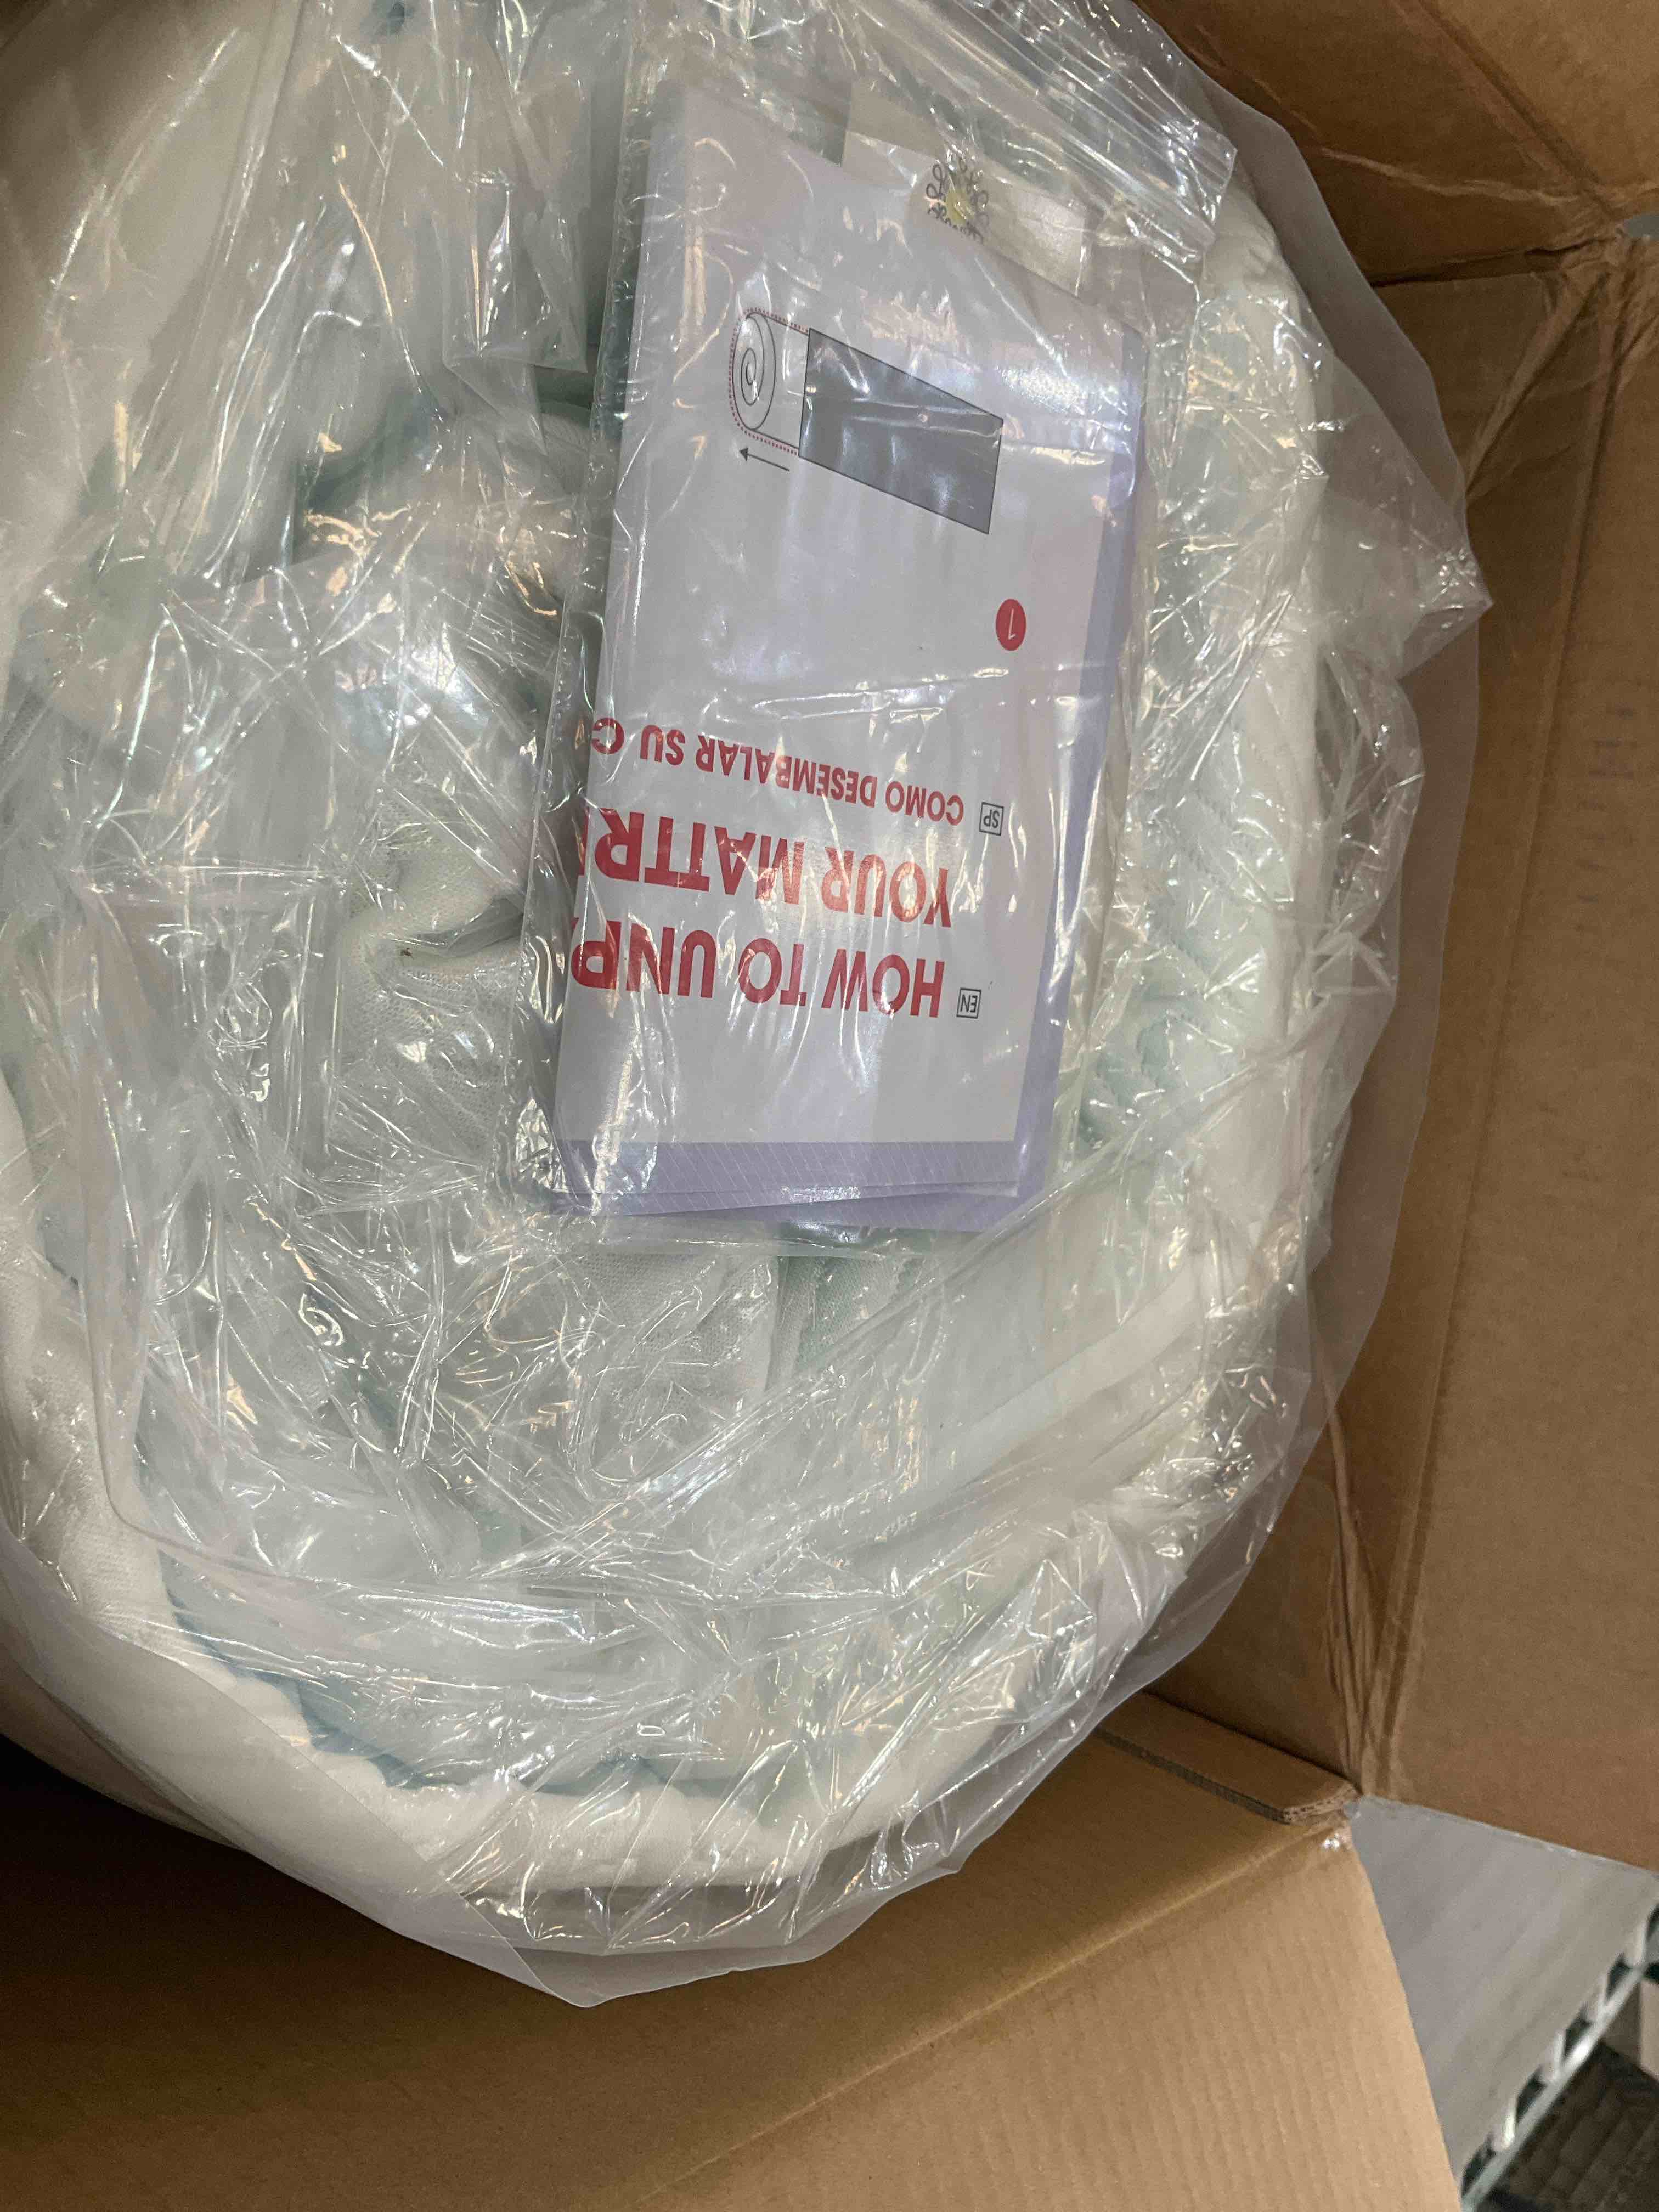 EN
HOW TO UNP
YOUR MATTR
SP
COMO DESEMBALAR SU C
1